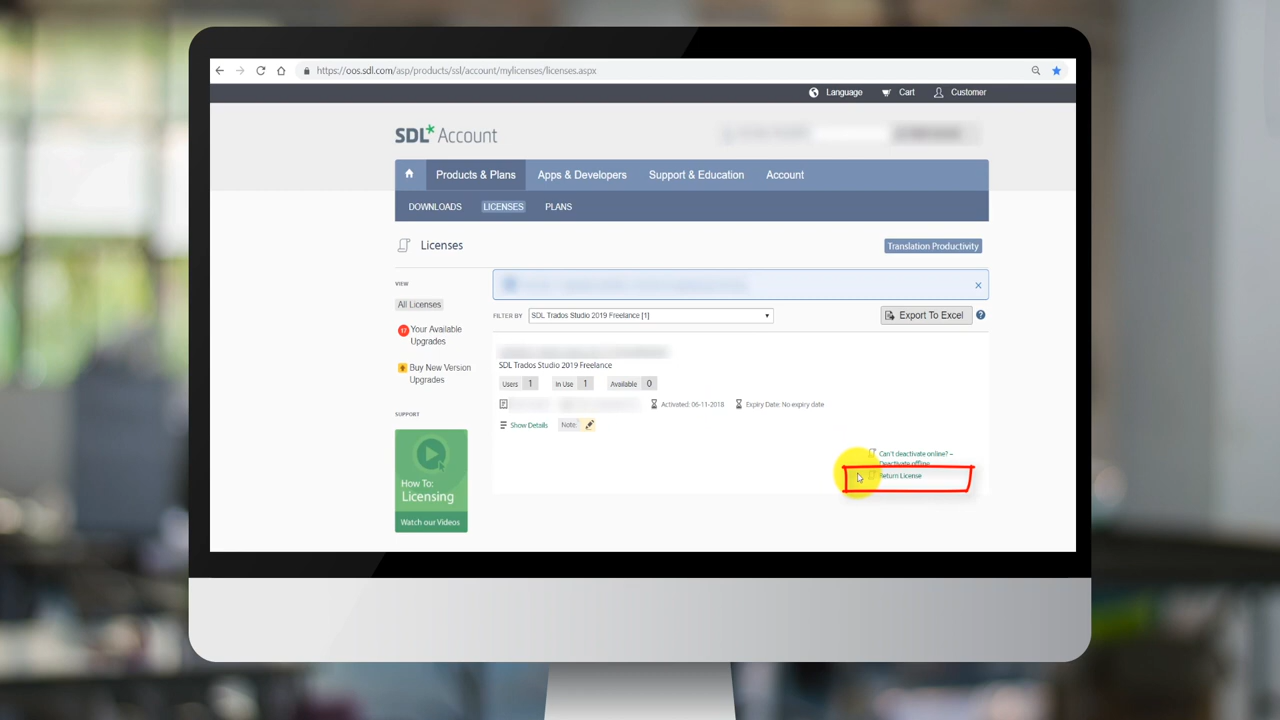 https://oos.sdl.com/asp/products/ssl/account/mylicenses/licenses.aspx
Language Cart Customer
SDL* Account
Products & Plans Apps & Developers Support & Education Account
DOWNLOADS LICENSES PLANS
Licenses
Translation Productivity
VIEW
All Licenses
17 Your Available
Upgrades
Buy New Version
Upgrades
SUPPORT
How To:
Licensing
Watch our Videos
FILTER BY SDL Trados Studio 2019 Freelance [1]
Export To Excel ?
SDL Trados Studio 2019 Freelance
Users 1 In Use 1 Available 0
Activated: 06-11-2018 Expiry Date: No expiry date
Show Details Note:
Can't deactivate online? –
Deactivate offline
Return License